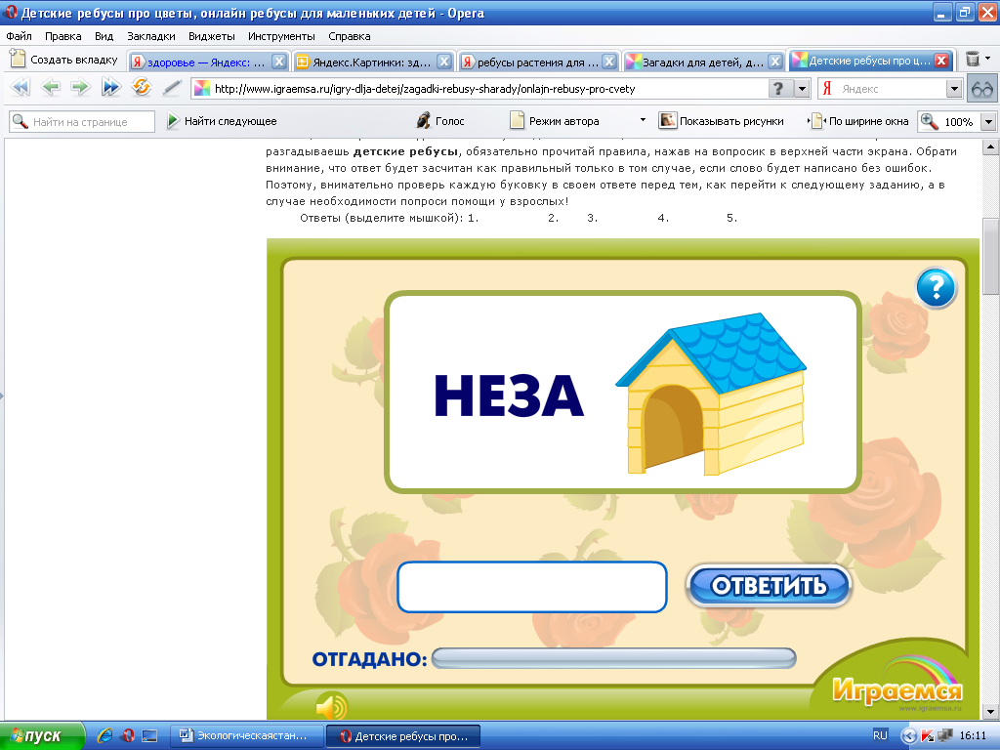 Детские ребусы про цветы, онлайн ребусы для маленьких детей - Opera
Файл Правка Вид Закладки Виджеты Инструменты Справка
Создать вкладку здоровье — Яндекс: ... Яндекс.Картинки: зд... ребусы растения для ... Загадки для детей, д... Детские ребусы про ц...
http://www.igraemsa.ru/igry-dlja-detej/zagadki-rebusy-sharady/onlajn-rebusy-pro-cvety ? Яндекс
Найти на странице Найти следующее Голос Режим автора Показывать рисунки По ширине окна 100%
разгадываешь детские ребусы, обязательно прочитай правила, нажав на вопросик в верхней части экрана. Обрати
внимание, что ответ будет засчитан как правильный только в том случае, если слово будет написано без ошибок.
Поэтому, внимательно проверь каждую буковку в своем ответе перед тем, как перейти к следующему заданию, а в
случае необходимости попроси помощи у взрослых!
Ответы (выделите мышкой): 1. 2. 3. 4. 5.
?
НЕЗА
ОТВЕТИТЬ
ОТГАДАНО:
Играемся
www.igraemsa.ru
пуск Экологическаястан... Детские ребусы про... RU 16:11